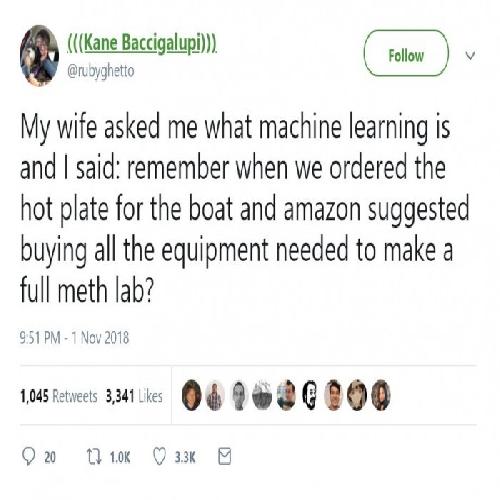 (((Kane Baccigalupi)))
@rubyghetto
Follow
My wife asked me what machine learning is
and I said: remember when we ordered the
hot plate for the boat and amazon suggested
buying all the equipment needed to make a
full meth lab?
9:51 PM - 1 Nov 2018
1,045 Retweets 3,341 Likes
20 1.0K 3.3K